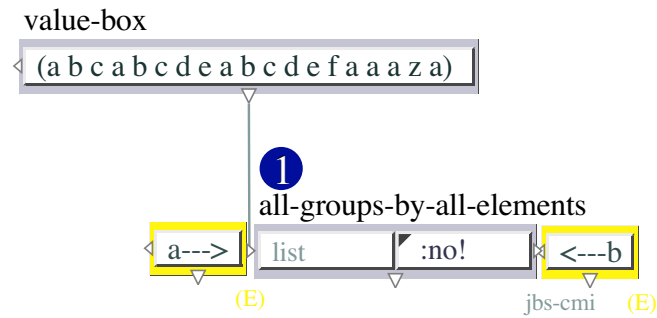 value-box
(a b c a b c d e a b c d e f a a a z a)
1
all-groups-by-all-elements
a---> list :no! <---b
(E) jbs-cmi (E)